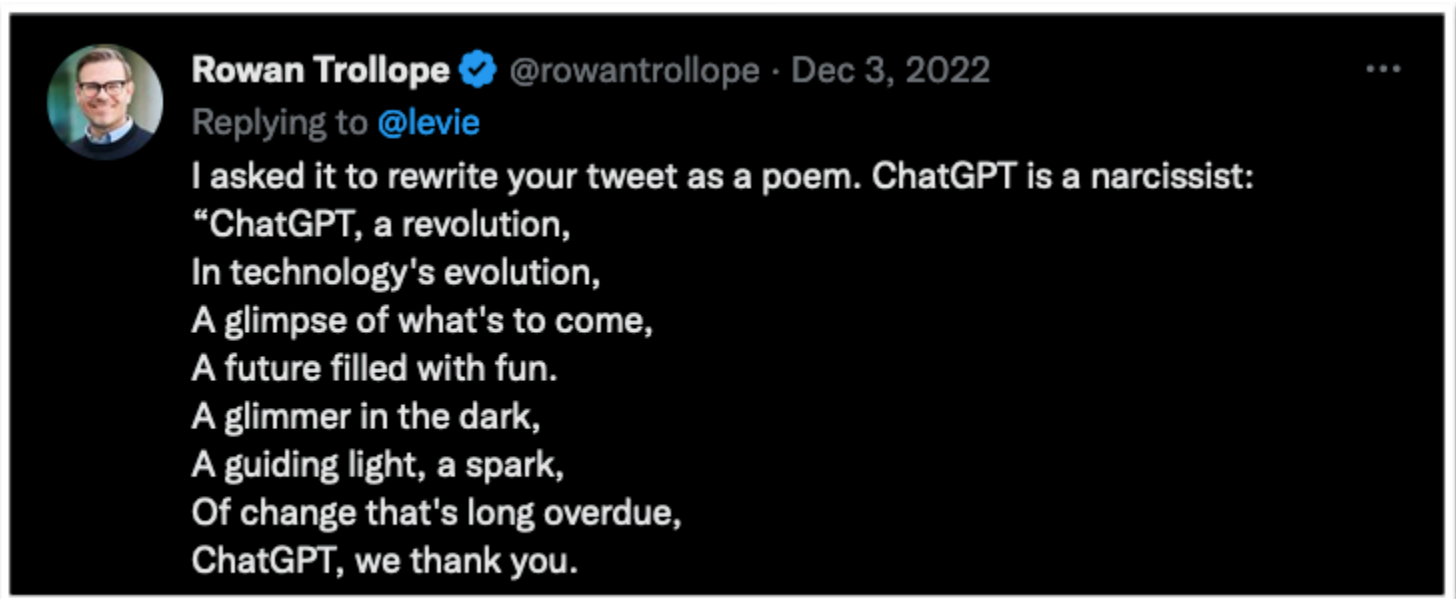 Rowan Trollope @rowantrollope · Dec 3, 2022
Replying to @levie
I asked it to rewrite your tweet as a poem. ChatGPT is a narcissist:
“ChatGPT, a revolution,
In technology's evolution,
A glimpse of what's to come,
A future filled with fun.
A glimmer in the dark,
A guiding light, a spark,
Of change that's long overdue,
ChatGPT, we thank you.